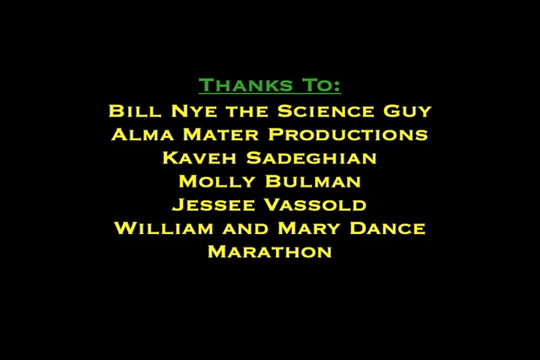 Thanks To:
Bill Nye the Science Guy
Alma Mater Productions
Kaveh Sadeghian
Molly Bulman
Jessee Vassold
William and Mary Dance
Marathon